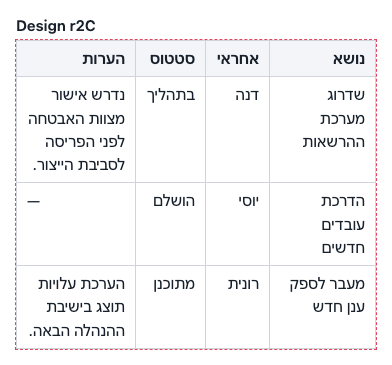 Design r2C
נושא אחראי סטטוס הערות
שדרוג
מערכת
ההרשאות
דנה
בתהליך
נדרש אישור
מצוות האבטחה
לפני הפריסה
לסביבת הייצור.
הדרכת
עובדים
חדשים
יוסי
הושלם
—
מעבר לספק
ענן חדש
רונית
מתוכנן
הערכת עלויות
תוצג בישיבת
ההנהלה הבאה.